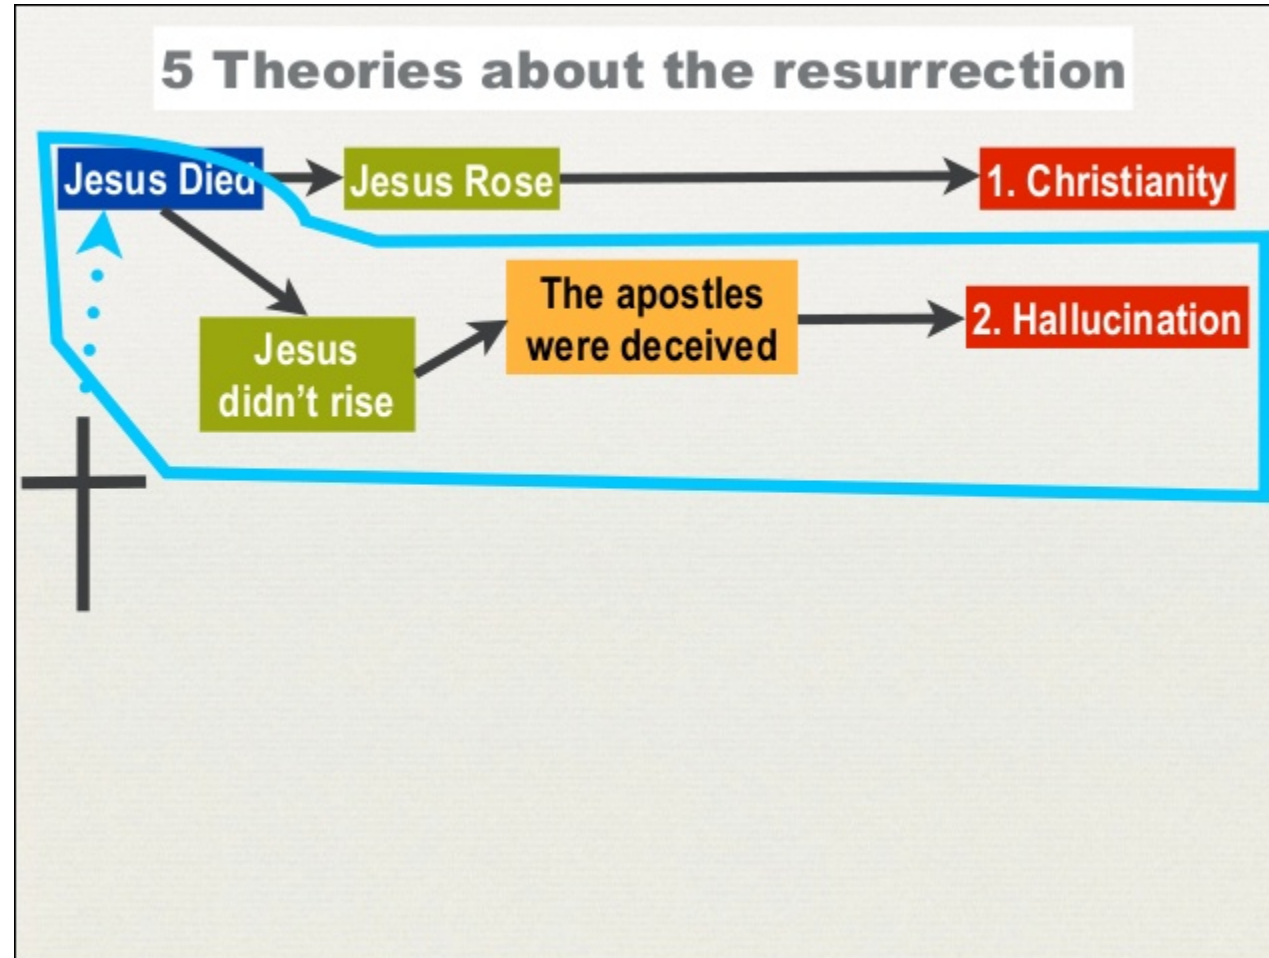 5 Theories about the resurrection
Jesus Died
Jesus Rose
1. Christianity
The apostles
were deceived
2. Hallucination
Jesus
didn't rise